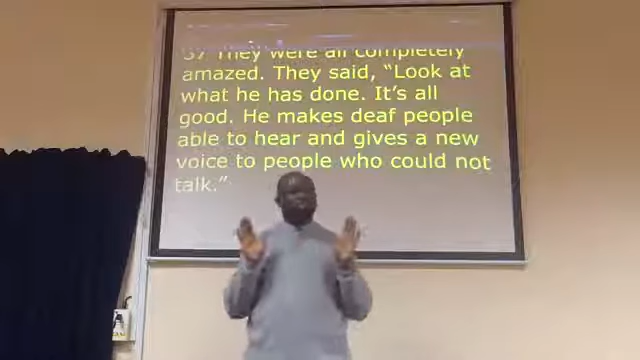 37 They were all completely
amazed. They said, “Look at
what he has done. It’s all
good. He makes deaf people
able to hear and gives a new
voice to people who could not
talk.”